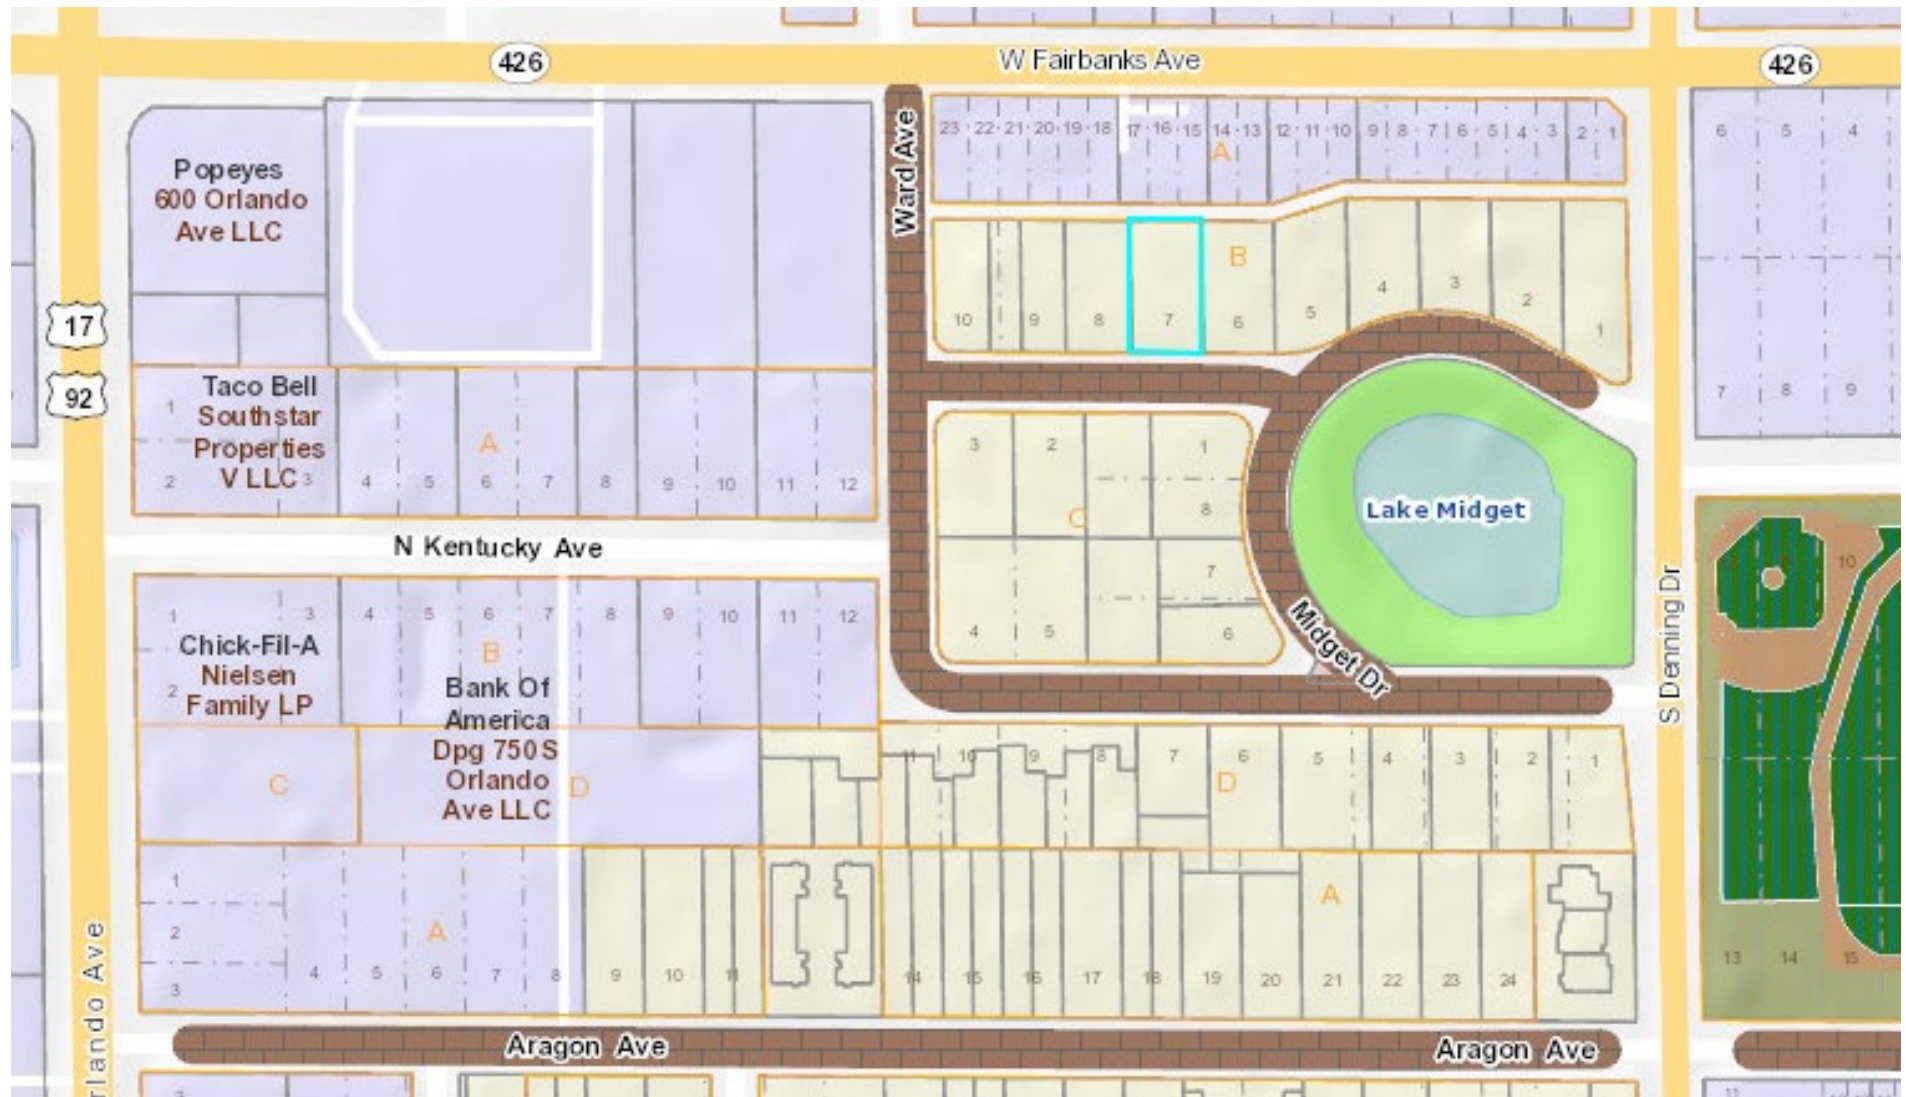 426
W Fairbanks Ave
426
Ward Ave
23 22 21 20 19 18 17 16 15 14 13 12 11 10 9 8 7 6 5 4 3 2 1
A
6 5 4
Popeyes
600 Orlando
Ave LLC
B
10 9 8 7 6 5 4 3 2 1
17
92
7 8 9
Taco Bell
Southstar
Properties
V LLC
1
2 3 4 5 6 7 8 9 10 11 12
A
3 2 1
8
C
7
4 5 6
Lake Midget
N Kentucky Ave
10
1 3 4 5 6 7 8 9 10 11 12
2
B
Chick-Fil-A
Nielsen
Family LP
Midget Dr
S Denning Dr
Bank Of
America
Dpg 750 S
Orlando
Ave LLC
C
D
11 10 9 8 7 6 5 4 3 2 1
D
1
2
3 4 5 6 7 8 9 10 11
A
14 15 16 17 18 19 20 21 22 23 24
A
13 14 15
rlando Ave
Aragon Ave
Aragon Ave